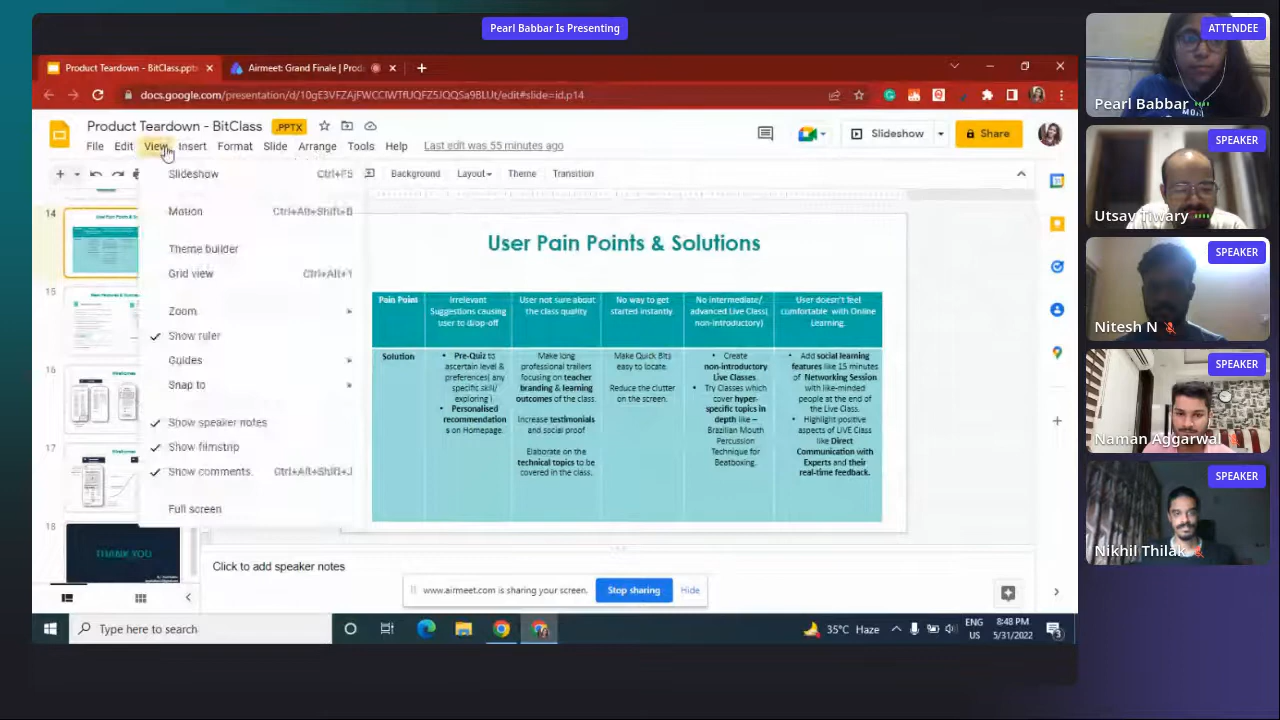 Pearl Babbar Is Presenting
Product Teardown - BitClass.ppt
Airmeet: Grand Finale | Prod
docs.google.com/presentation/d/
/edit#slide=id.p14
Product Teardown - BitClass
.PPTX
File Edit View Insert Format Slide Arrange Tools Help
Last edit was 55 minutes ago
Slideshow
Share
Background
Layout
Theme
Transition
Slideshow Ctrl+F5
Motion Ctrl+Alt+Shift+B
Theme builder
Grid view Ctrl+Alt+1
Zoom
Show ruler
Guides
Snap to
Show speaker notes
Show filmstrip
Show comments Ctrl+Alt+Shift+J
Full screen
14
User Pain Points & Solutions
15
16
17
18
THANK YOU
User Pain Points & Solutions
Pain Point
Irrelevant
Suggestions causing
user to drop-off
User not sure about
the class quality
No way to get
started instantly
No intermediate/
advanced Live Class(
non-introductory)
User doesn't feel
comfortable with Online
Learning.
Solution
• Pre-Quiz to
ascertain level &
preferences( any
specific skill/
exploring )
• Personalised
recommendation
s on Homepage.
Make long
professional trailers
focusing on teacher
branding & learning
outcomes of the class.
Increase testimonials
and social proof
Elaborate on the
technical topics to be
covered in the class.
Make Quick Bits
easy to locate.
Reduce the clutter
on the screen.
• Create
non-introductory
Live Classes.
• Try Classes which
cover hyper-
specific topics in
depth like –
Brazilian Mouth
Percussion
Technique for
Beatboxing.
• Add social learning
features like 15 minutes
of Networking Session
with like-minded
people at the end of
the Live Class.
• Highlight positive
aspects of LIVE Class
like Direct
Communication with
Experts and their
real-time feedback.
Click to add speaker notes
www.airmeet.com is sharing your screen.
Stop sharing
Hide
Type here to search
35°C Haze
ENG
US
8:48 PM
5/31/2022
3
ATTENDEE
Pearl Babbar
SPEAKER
Utsav Tiwary
SPEAKER
Nitesh N
SPEAKER
Naman Aggarwal
SPEAKER
Nikhil Thilak